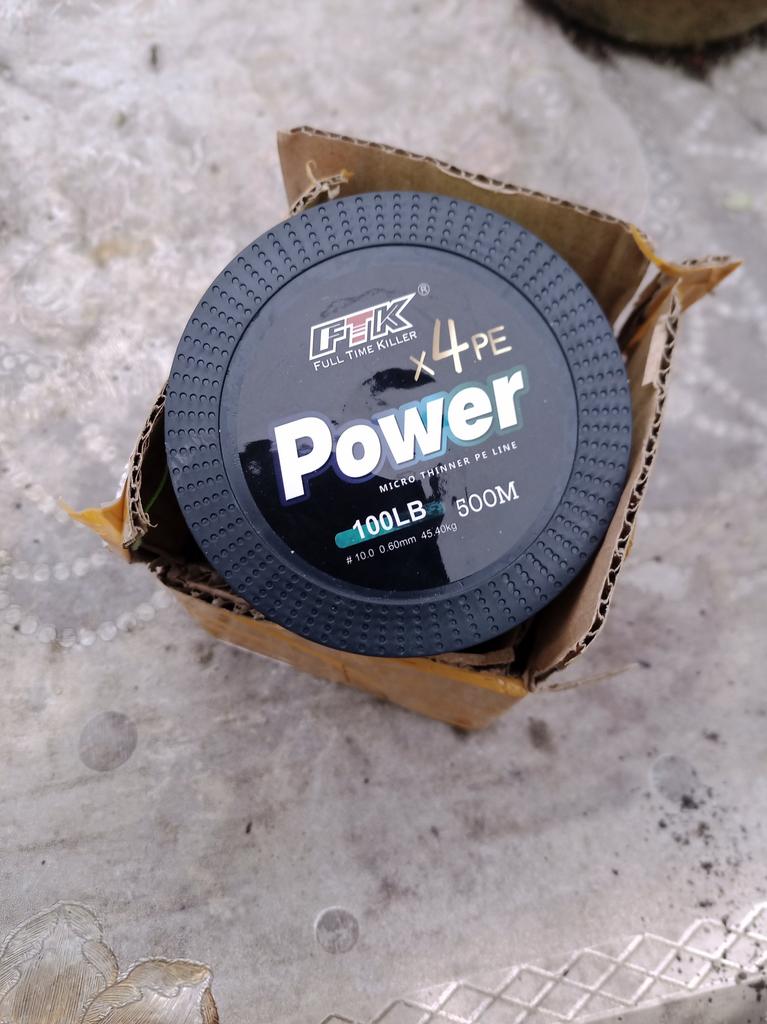 FTK®
FULL TIME KILLER
x4PE
Power
MICRO THINNER PE LINE
100LB 500M
#10.0 0.60mm 45.40kg